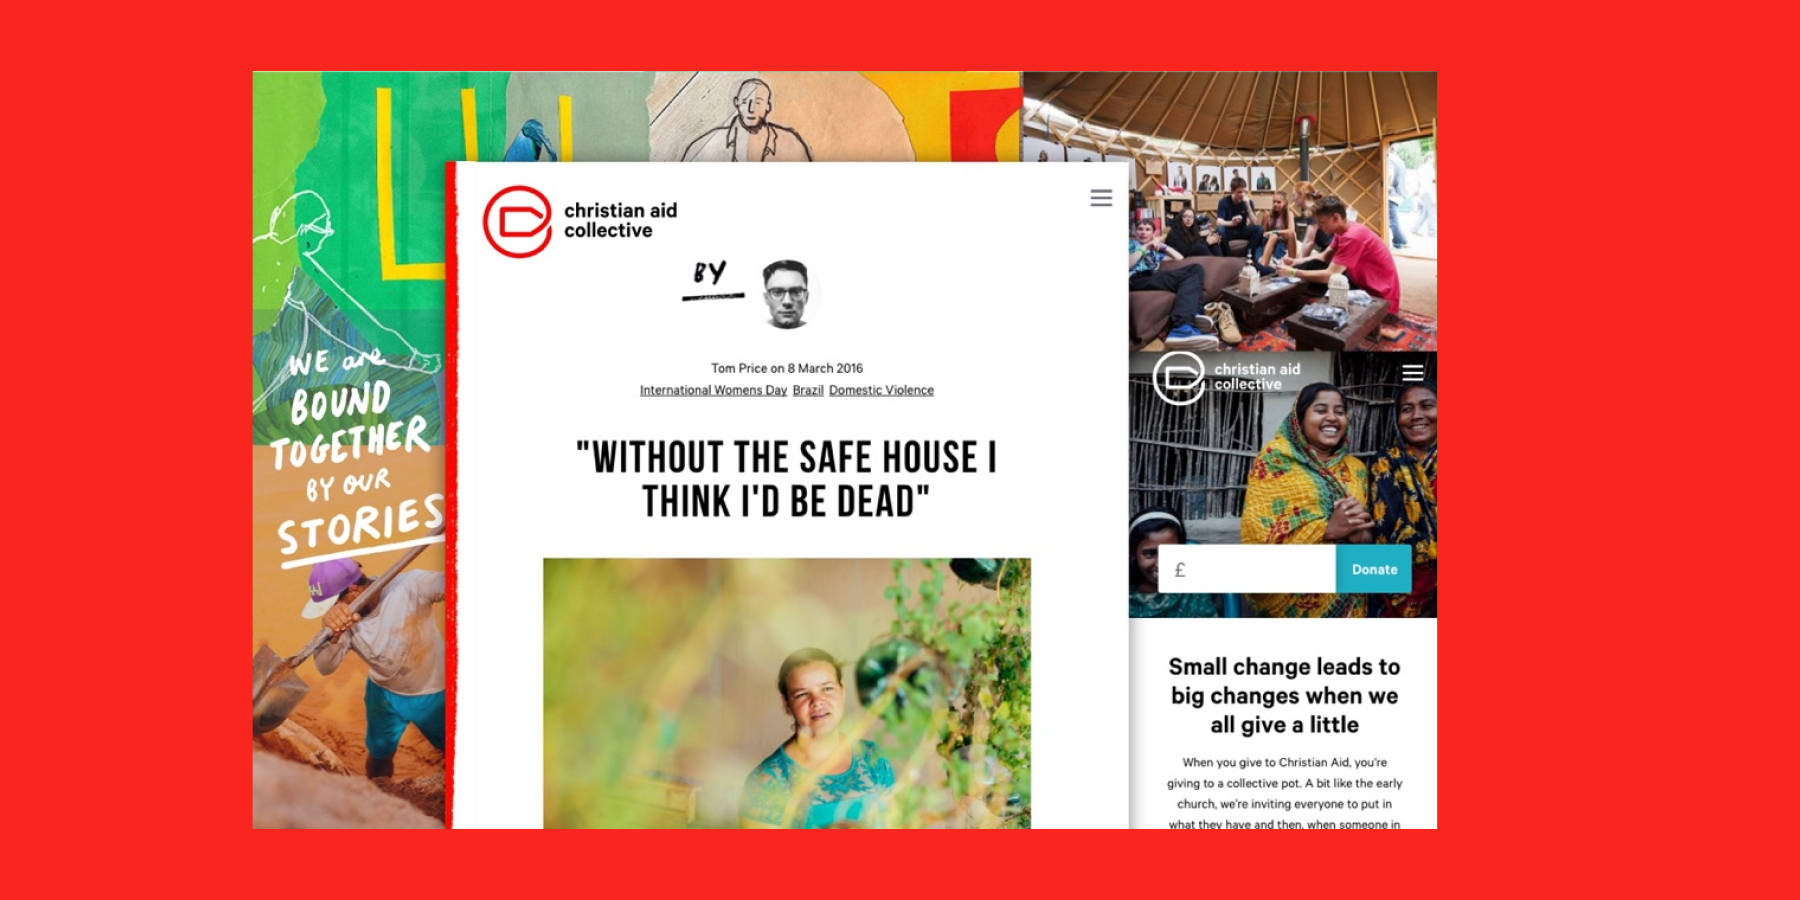 WE are
BOUND
TOGETHER
BY OUR
STORIES
christian aid
collective
BY
Tom Price on 8 March 2016
International Womens Day Brazil Domestic Violence
"WITHOUT THE SAFE HOUSE I
THINK I'D BE DEAD"
christian aid
collective
£
Donate
Small change leads to
big changes when we
all give a little
When you give to Christian Aid, you're
giving to a collective pot. A bit like the early
church, we're inviting everyone to put in
what they have and then, when someone in